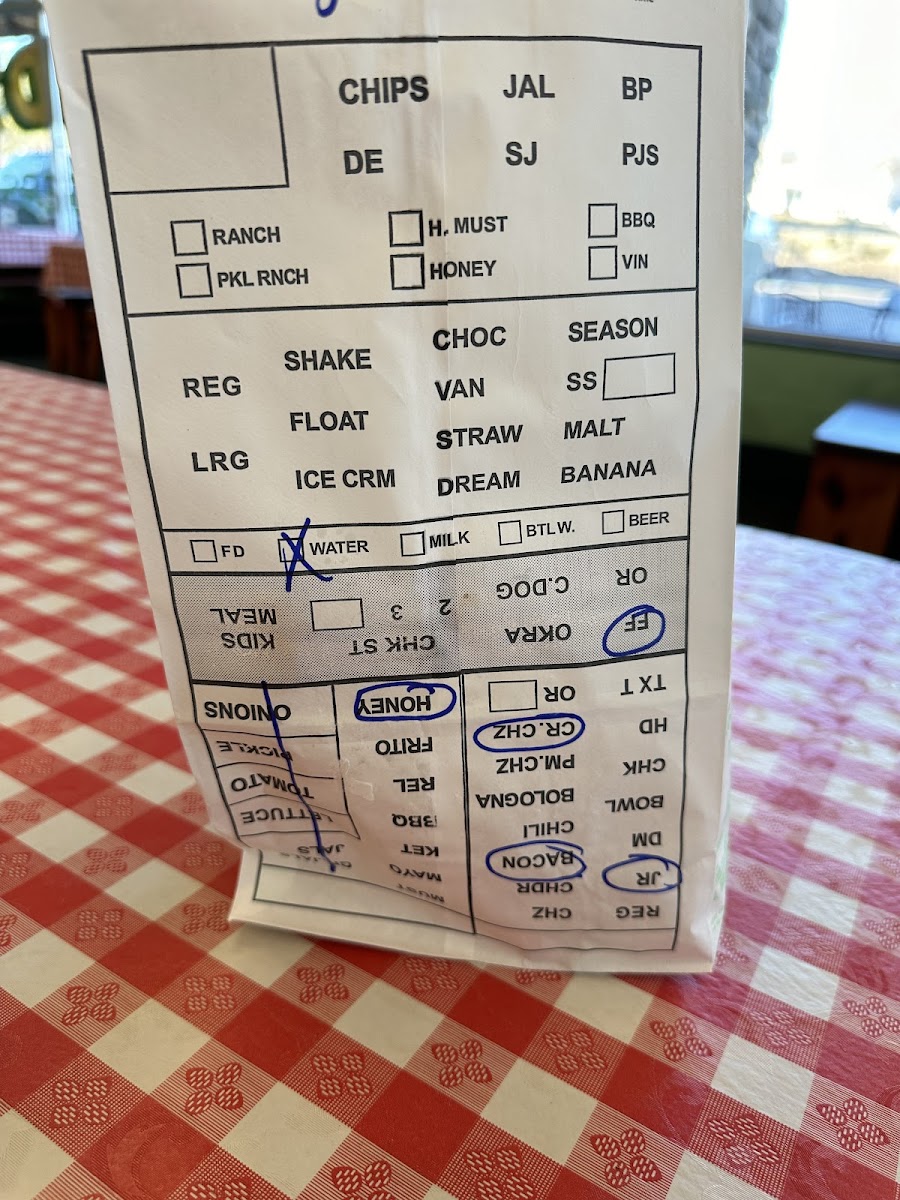 CHIPS JAL BP
DE SJ PJS
RANCH H. MUST BBQ
PKL RNCH HONEY VIN
REG SHAKE CHOC SEASON
FLOAT VAN SS
LRG STRAW MALT
ICE CRM DREAM BANANA
FD WATER MILK BTLW. BEER
REG CHZ MUST
JR CHDR MAYO
DM BACON KET JALS
BOWL CHILI BBQ LETTUCE
CHK BOLOGNA REL TOMATO
HD PM.CHZ FRITO PICKLE
TXT CR.CHZ HONEY ONIONS
OR
FF OKRA CHK ST KIDS
OR C.DOG 2 3 MEAL